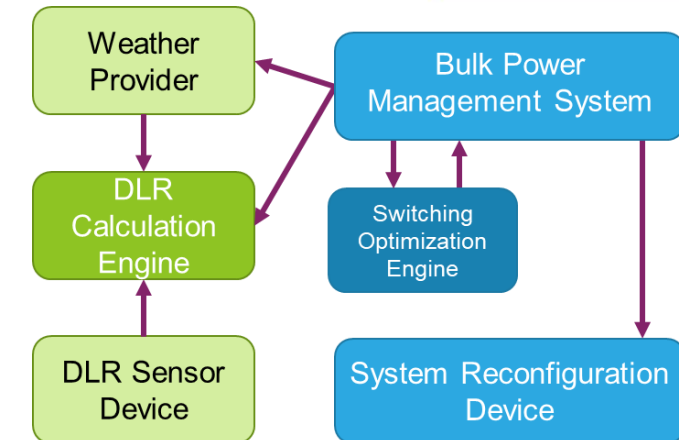 Weather
Provider
Bulk Power
Management System
DLR
Calculation
Engine
Switching
Optimization
Engine
DLR Sensor
Device
System Reconfiguration
Device